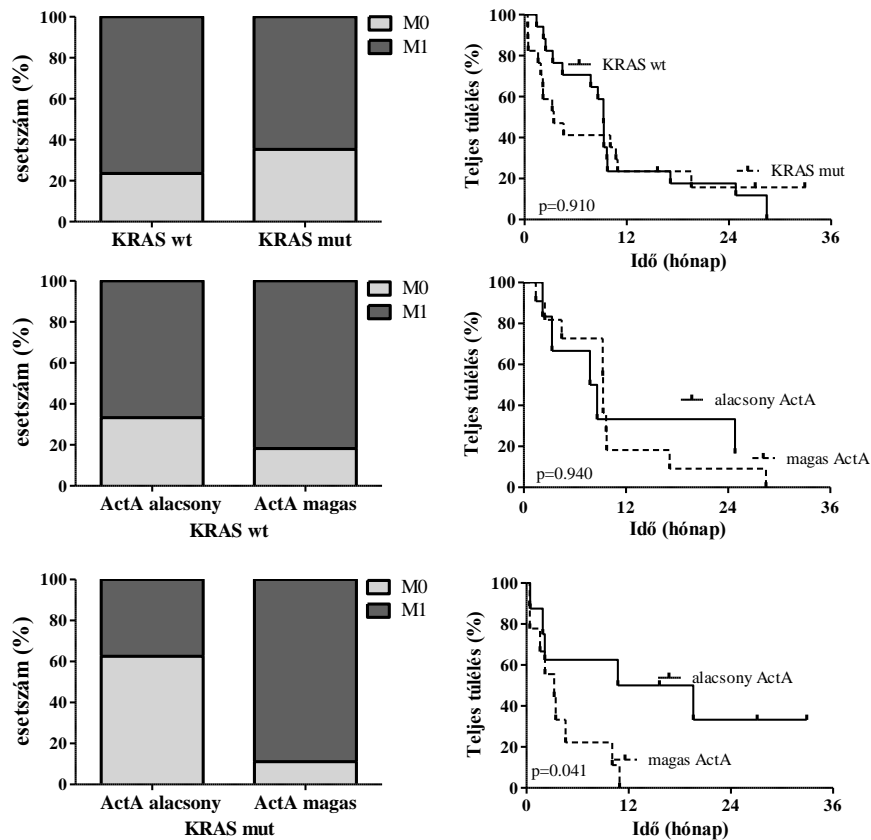 100
80
60
40
20
0
esetszám (%)
KRAS wt
KRAS mut
M0
M1
100
80
60
40
20
0
Teljes túlélés (%)
KRAS wt
KRAS mut
p=0.910
0
12
24
36
Idő (hónap)
100
80
60
40
20
0
esetszám (%)
ActA alacsony
ActA magas
KRAS wt
M0
M1
100
80
60
40
20
0
Teljes túlélés (%)
alacsony ActA
magas ActA
p=0.940
0
12
24
36
Idő (hónap)
100
80
60
40
20
0
esetszám (%)
ActA alacsony
ActA magas
KRAS mut
M0
M1
100
80
60
40
20
0
Teljes túlélés (%)
alacsony ActA
magas ActA
p=0.041
0
12
24
36
Idő (hónap)